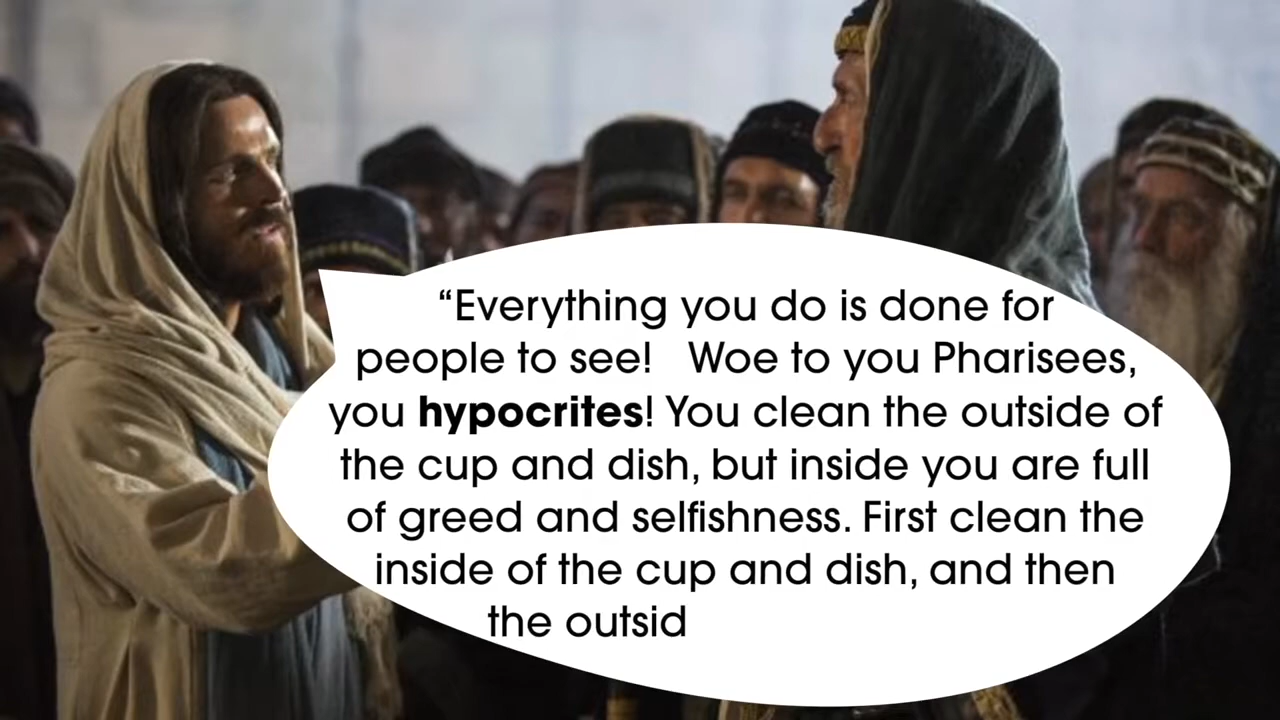 “Everything you do is done for
people to see!   Woe to you Pharisees,
you hypocrites! You clean the outside of
the cup and dish, but inside you are full
of greed and selfishness. First clean the
inside of the cup and dish, and then
the outsid